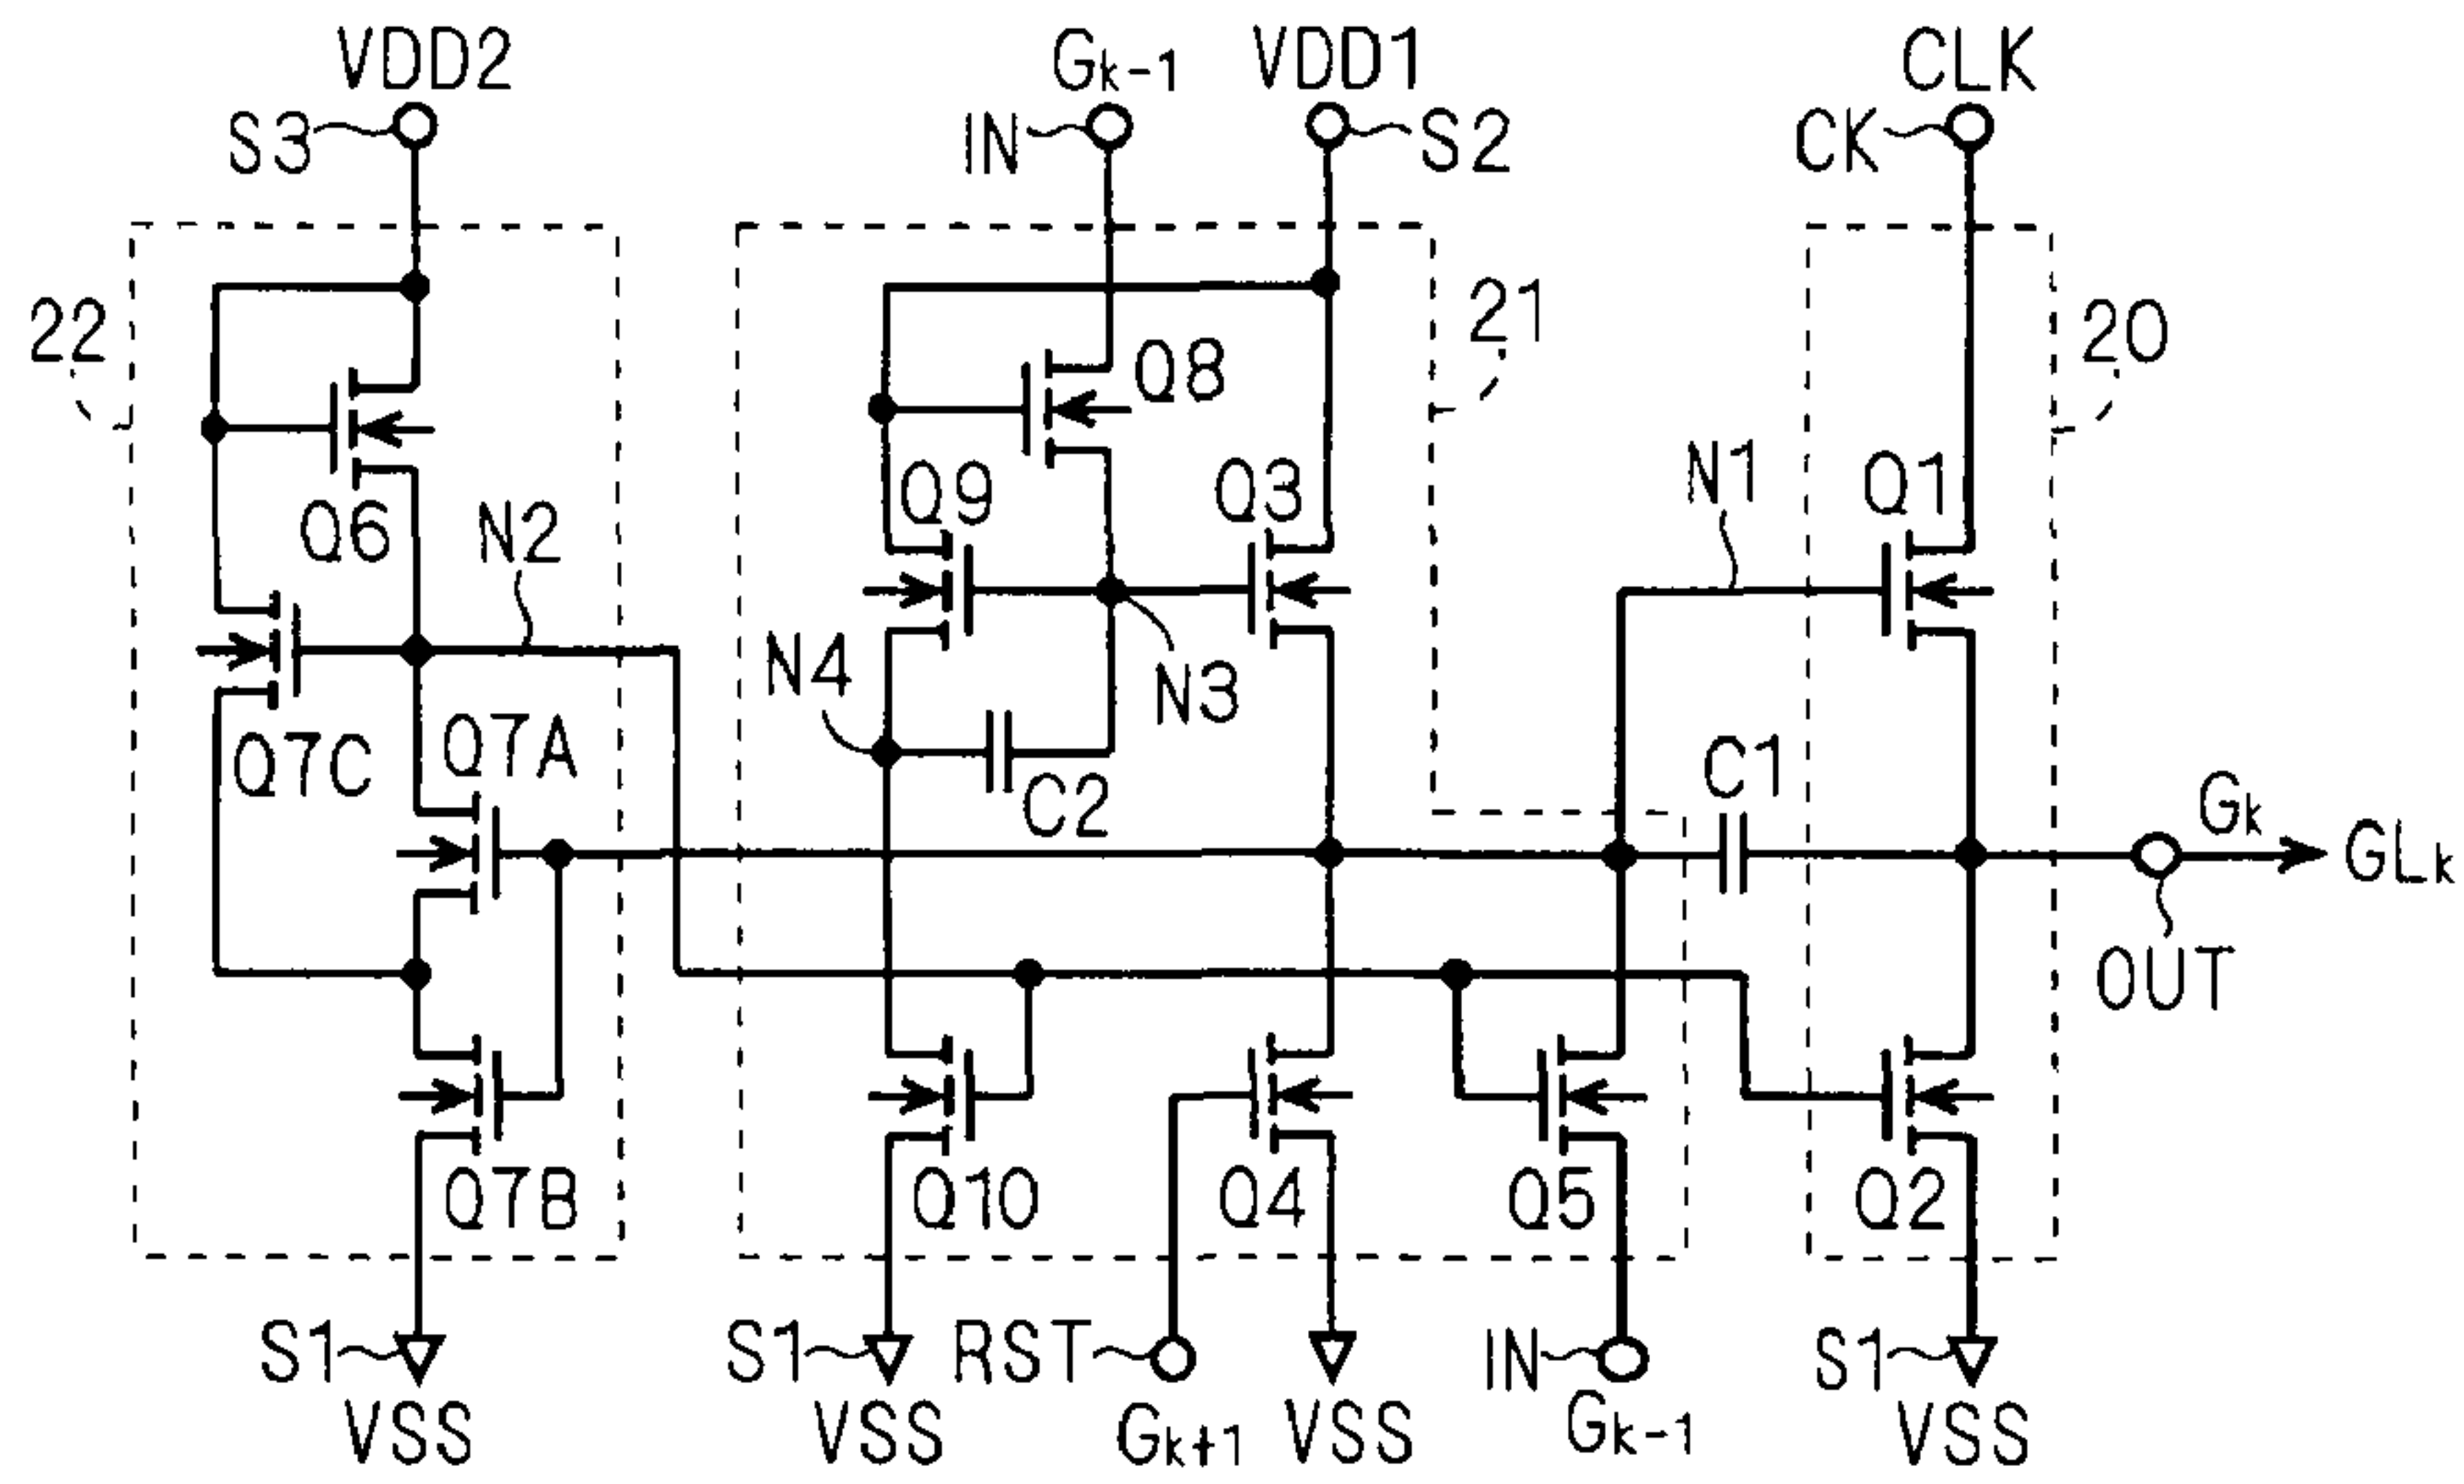 VDD2 Gk-1 VDD1 CLK
S3 IN S2 CK
22 21 20
Q8
Q6 N2 Q9 Q3 N1 Q1
N4 N3
Q7C Q7A C2 C1 Gk
GLk
OUT
Q7B Q10 Q4 Q5 Q2
S1 S1 RST IN S1
VSS VSS Gk+1 VSS Gk-1 VSS